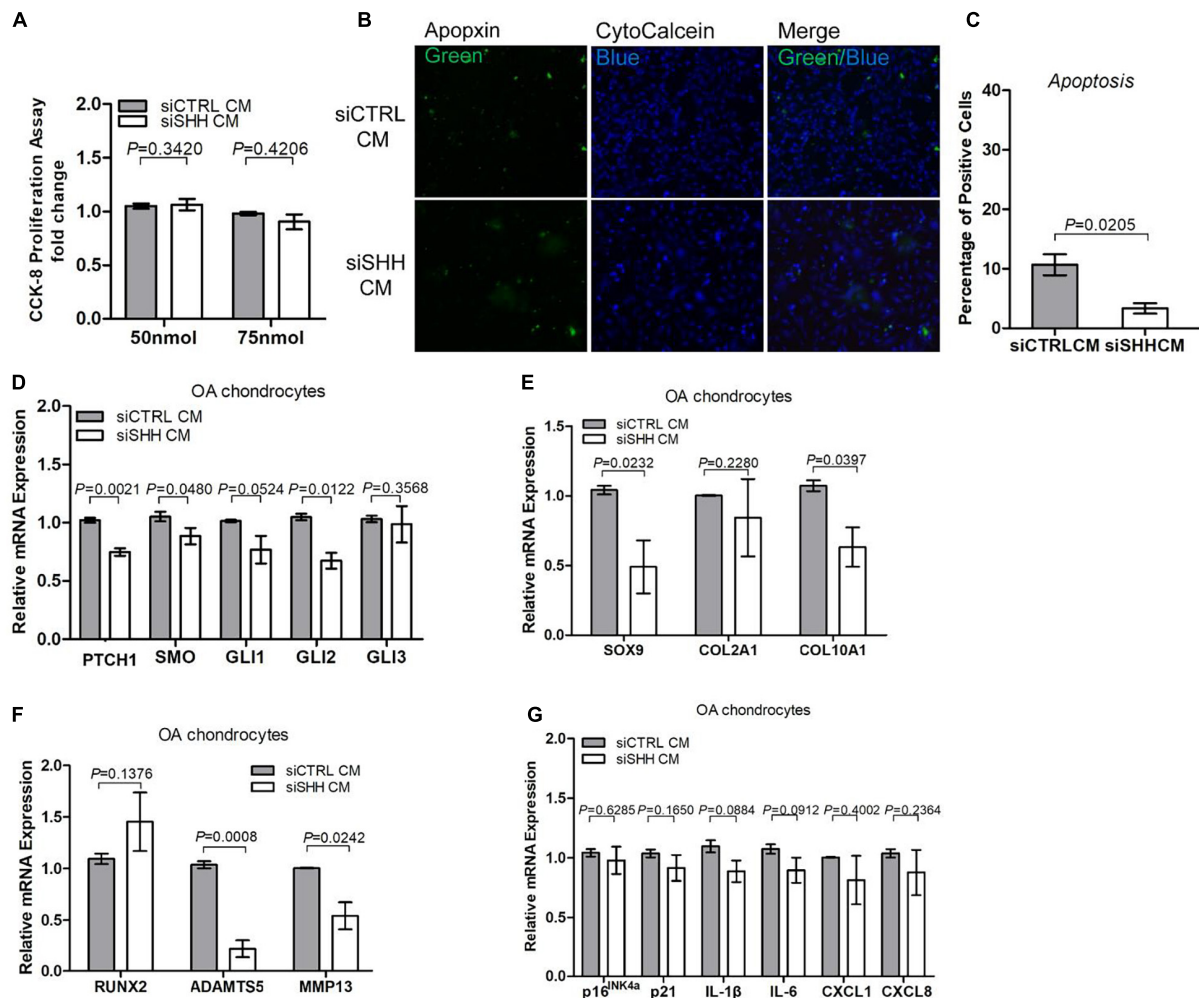 A
CCK-8 Proliferation Assay
fold change
2.0
1.5
1.0
0.5
0.0
siCTRL CM
siSHH CM
P=0.3420
P=0.4206
50nmol
75nmol
B
Apopxin
CytoCalcein
Merge
Green
Blue
Green/Blue
siCTRL
CM
siSHH
CM
C
Apoptosis
Percentage of Positive Cells
40
30
20
10
0
P=0.0205
siCTRLCM
siSHHCM
D
OA chondrocytes
Relative mRNA Expression
2.0
1.5
1.0
0.5
0.0
siCTRL CM
siSHH CM
P=0.0021
P=0.0480
P=0.0524
P=0.0122
P=0.3568
PTCH1
SMO
GLI1
GLI2
GLI3
E
OA chondrocytes
Relative mRNA Expression
1.5
1.0
0.5
0.0
siCTRL CM
siSHH CM
P=0.0232
P=0.2280
P=0.0397
SOX9
COL2A1
COL10A1
F
OA chondrocytes
Relative mRNA Expression
2.0
1.5
1.0
0.5
0.0
siCTRL CM
siSHH CM
P=0.1376
P=0.0008
P=0.0242
RUNX2
ADAMTS5
MMP13
G
OA chondrocytes
Relative mRNA Expression
2.0
1.5
1.0
0.5
0.0
siCTRL CM
siSHH CM
P=0.6285
P=0.1650
P=0.0884
P=0.0912
P=0.4002
P=0.2364
p16INK4a
p21
IL-1β
IL-6
CXCL1
CXCL8